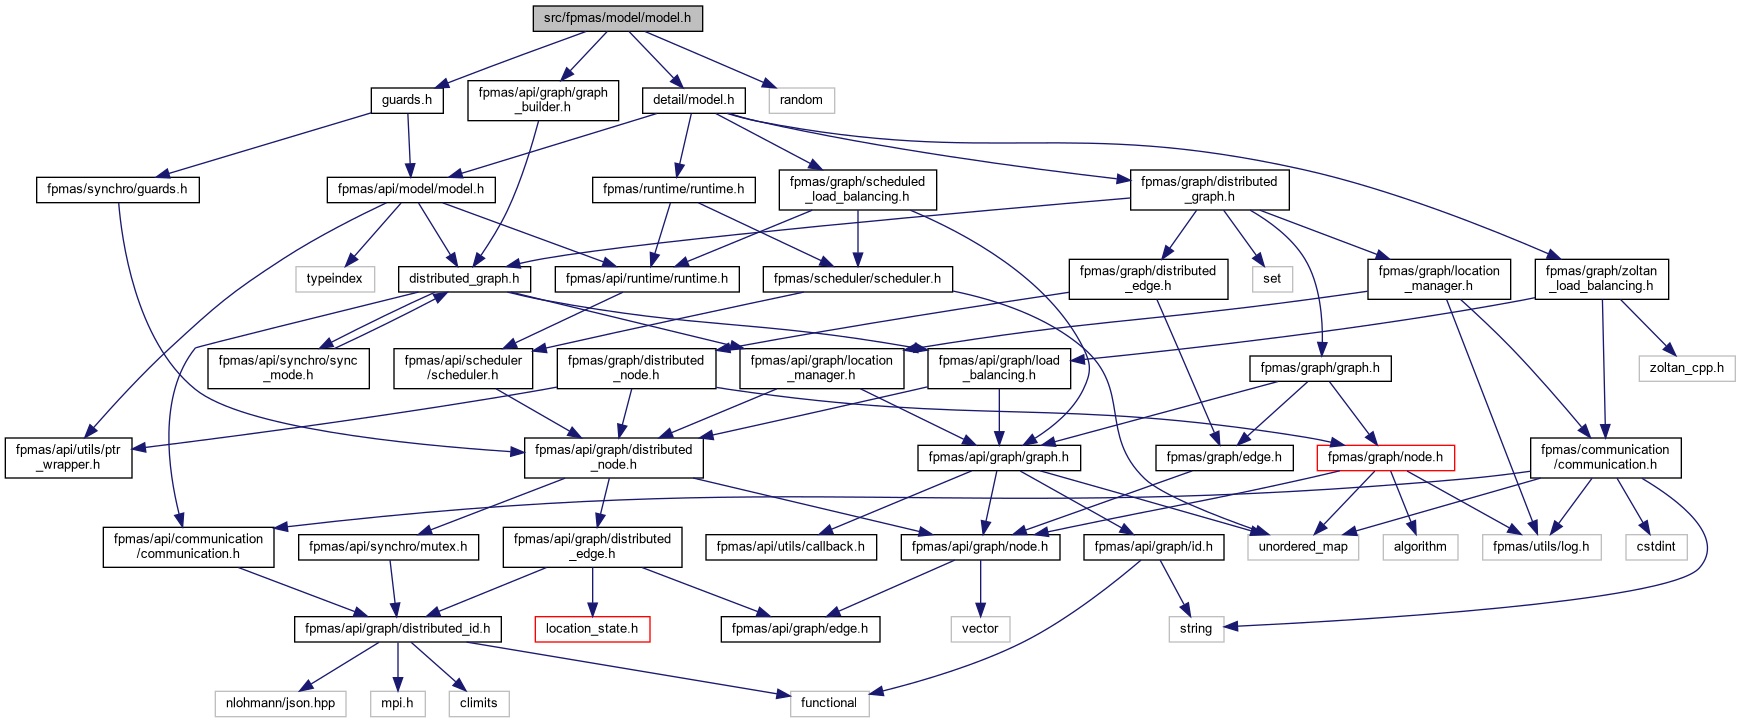 src/fpmas/model/model.h
guards.h
fpmas/api/graph/graph
_builder.h
detail/model.h
random
fpmas/synchro/guards.h
fpmas/api/model/model.h
fpmas/runtime/runtime.h
fpmas/graph/scheduled
_load_balancing.h
fpmas/graph/distributed
_graph.h
typeindex
distributed_graph.h
fpmas/api/runtime/runtime.h
fpmas/scheduler/scheduler.h
fpmas/graph/distributed
_edge.h
set
fpmas/graph/location
_manager.h
fpmas/graph/zoltan
_load_balancing.h
fpmas/api/synchro/sync
_mode.h
fpmas/api/scheduler
/scheduler.h
fpmas/graph/distributed
_node.h
fpmas/api/graph/location
_manager.h
fpmas/api/graph/load
_balancing.h
fpmas/graph/graph.h
zoltan_cpp.h
fpmas/api/utils/ptr
_wrapper.h
fpmas/api/graph/distributed
_node.h
fpmas/api/graph/graph.h
fpmas/graph/edge.h
fpmas/graph/node.h
fpmas/communication
/communication.h
fpmas/api/communication
/communication.h
fpmas/api/synchro/mutex.h
fpmas/api/graph/distributed
_edge.h
fpmas/api/utils/callback.h
fpmas/api/graph/node.h
fpmas/api/graph/id.h
unordered_map
algorithm
fpmas/utils/log.h
cstdint
fpmas/api/graph/distributed_id.h
location_state.h
fpmas/api/graph/edge.h
vector
string
nlohmann/json.hpp
mpi.h
climits
functional